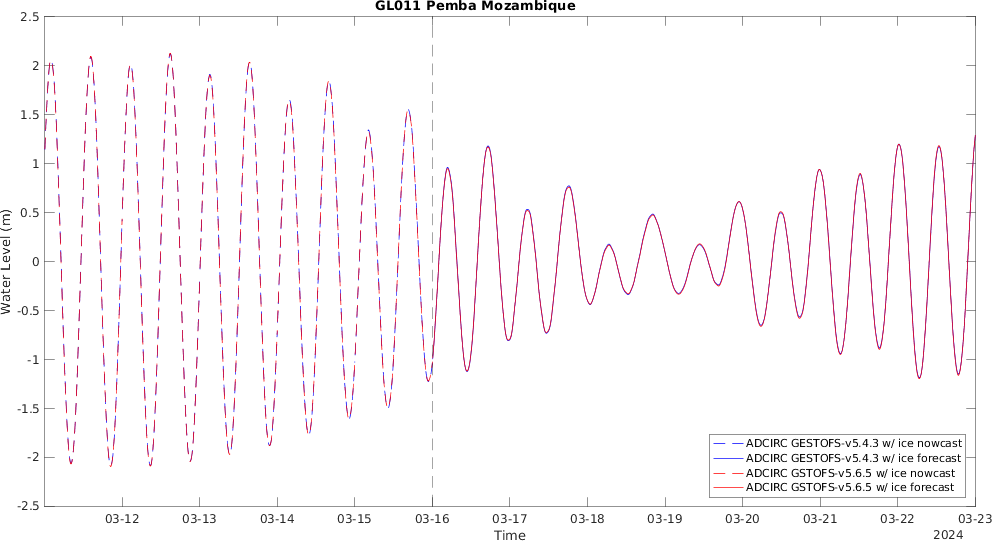 GL011 Pemba Mozambique
2.5
2
1.5
1
0.5
0
-0.5
-1
-1.5
-2
-2.5
Water Level (m)
03-12 03-13 03-14 03-15 03-16 03-17 03-18 03-19 03-20 03-21 03-22 03-23
Time
2024
ADCIRC GESTOFS-v5.4.3 w/ ice nowcast
ADCIRC GESTOFS-v5.4.3 w/ ice forecast
ADCIRC GSTOFS-v5.6.5 w/ ice nowcast
ADCIRC GSTOFS-v5.6.5 w/ ice forecast